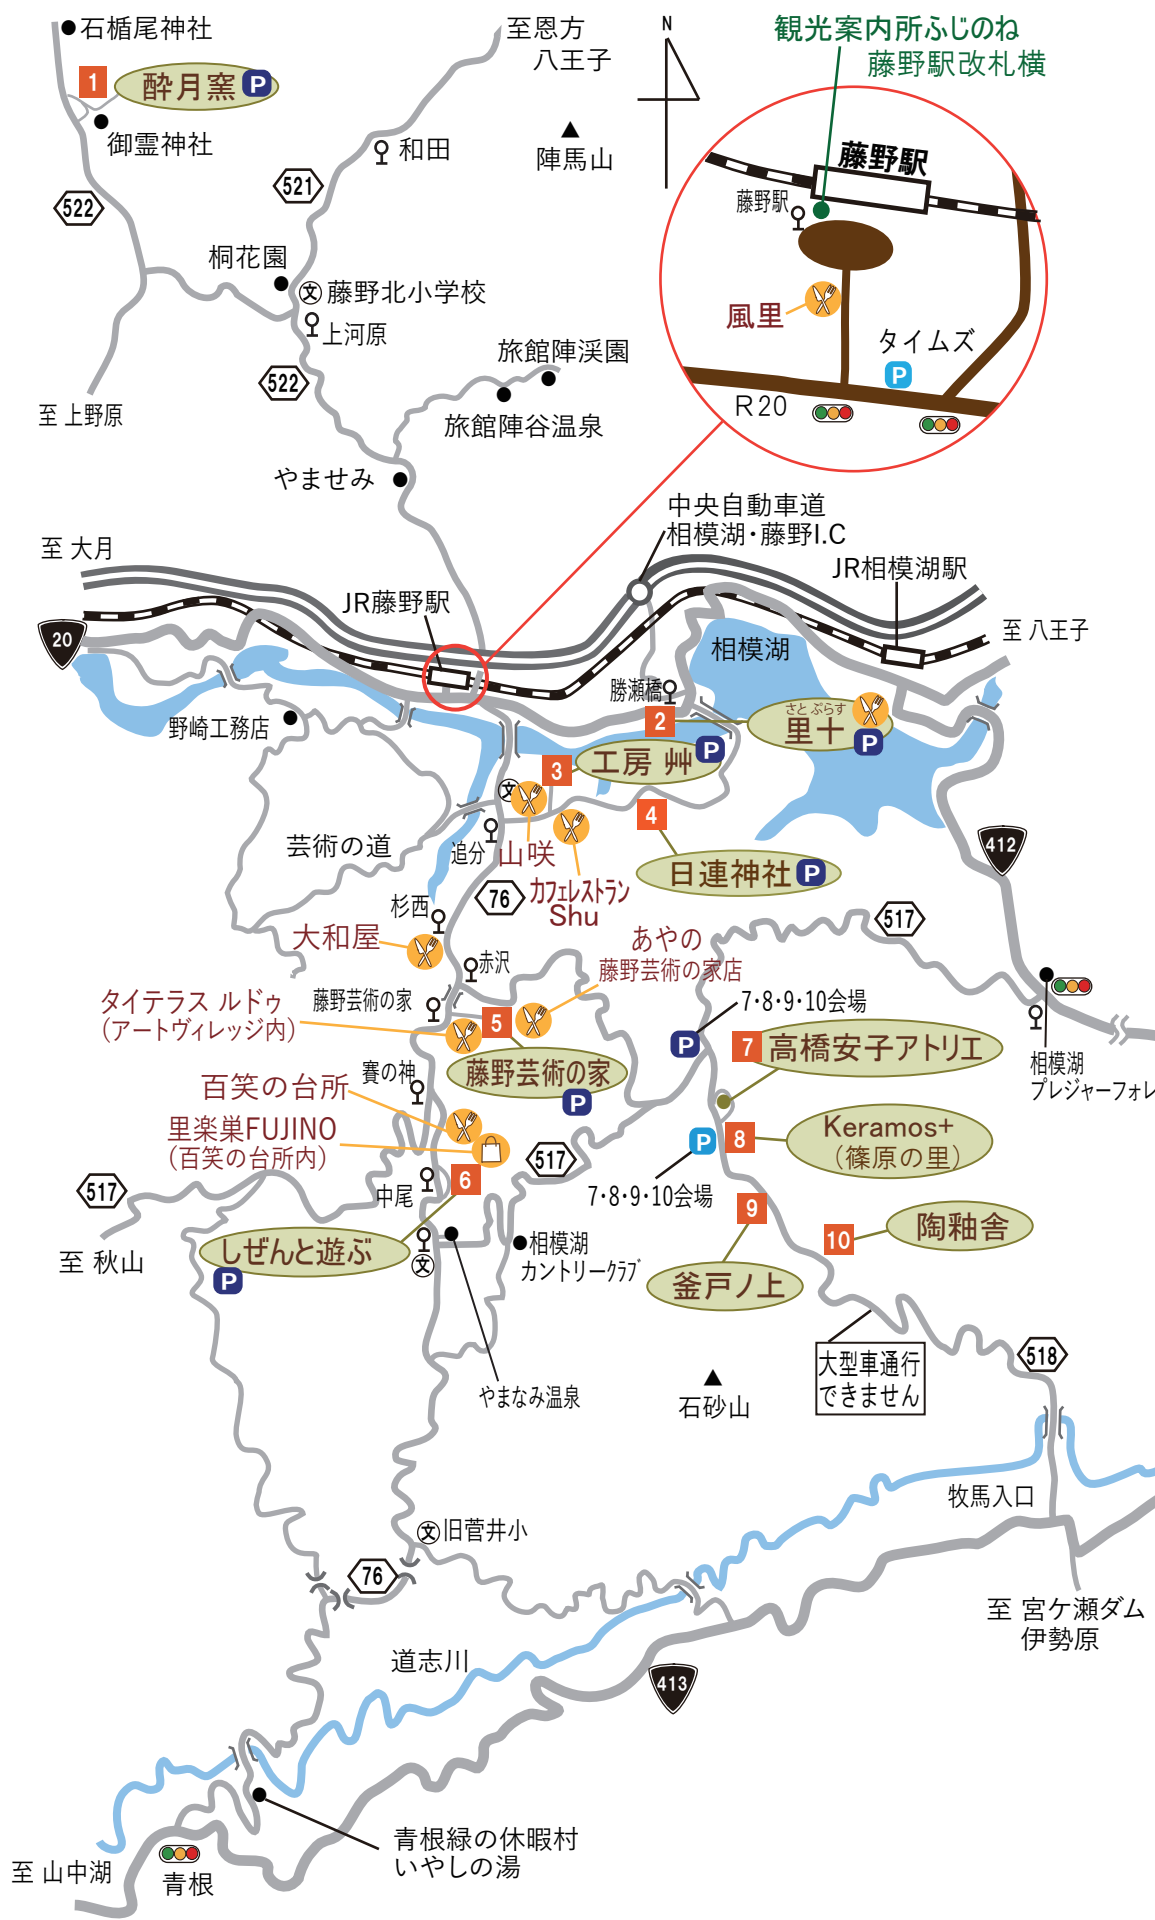 石楯尾神社
1
酔月窯 P
御霊神社
522
至恩方
八王子
和田
521
陣馬山
N
観光案内所ふじのね
藤野駅改札横
藤野駅
藤野駅
風里
タイムズ
P
R20
桐花園
文 藤野北小学校
上河原
522
至 上野原
旅館陣渓園
旅館陣谷温泉
やませみ
中央自動車道
相模湖・藤野I.C
至 大月
JR藤野駅
JR相模湖駅
20
至 八王子
相模湖
勝瀬橋
野崎工務店
2
さと ぷらす
里十
P
3
工房 艸 P
文
4
芸術の道
追分
山咲
日連神社 P
412
76
カフェレストラン
Shu
杉西
517
大和屋
あやの
藤野芸術の家店
赤沢
タイテラス ルドゥ
（アートヴィレッジ内）
藤野芸術の家
5
7・8・9・10会場
P
7
高橋安子アトリエ
相模湖
プレジャーフォレ
藤野芸術の家
P
賽の神
百笑の台所
里楽巣FUJINO
（百笑の台所内）
Keramos+
（篠原の里）
P
8
517
517
6
中尾
7・8・9・10会場
9
しぜんと遊ぶ
P
文
相模湖
カントリークラブ
10
陶釉舎
至 秋山
釜戸ノ上
大型車通行
できません
518
やまなみ温泉
石砂山
牧馬入口
文 旧菅井小
76
至 宮ケ瀬ダム
伊勢原
道志川
413
青根緑の休暇村
いやしの湯
至 山中湖
青根